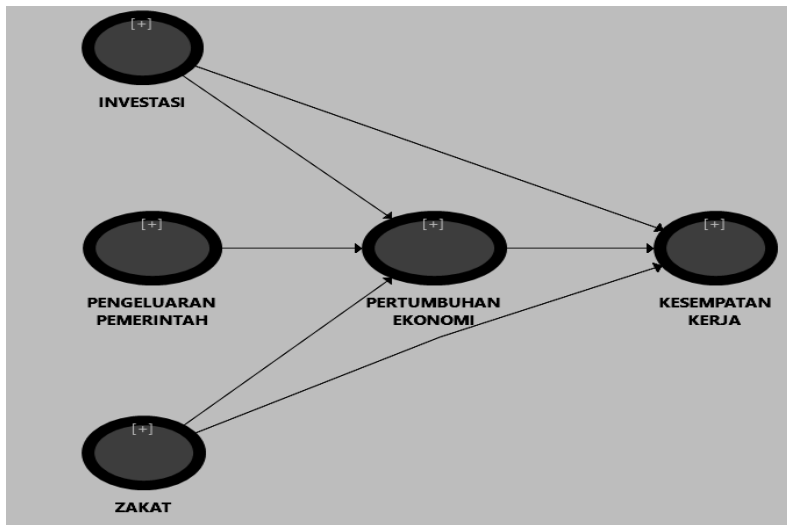 [+]
INVESTASI
[+]
[+]
[+]
PENGELUARAN
PEMERINTAH
PERTUMBUHAN
EKONOMI
KESEMPATAN
KERJA
[+]
ZAKAT